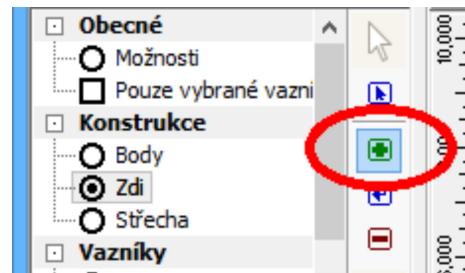 Obecné
Možnosti
Pouze vybrané vazni
Konstrukce
Body
Zdi
Střecha
Vazníky
10,000